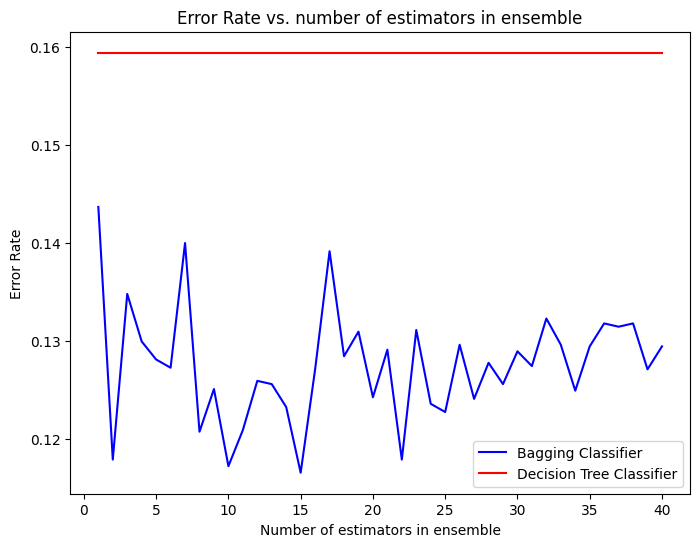 Error Rate vs. number of estimators in ensemble
0.16
0.15
0.14
0.13
0.12
Error Rate
0 5 10 15 20 25 30 35 40
Number of estimators in ensemble
Bagging Classifier
Decision Tree Classifier